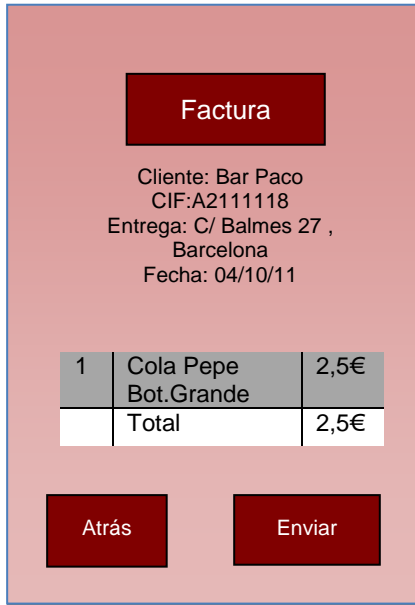 Factura
Cliente: Bar Paco
CIF:A2111118
Entrega: C/ Balmes 27 ,
Barcelona
Fecha: 04/10/11
1 Cola Pepe 2,5€
Bot.Grande
Total 2,5€
Atrás Enviar